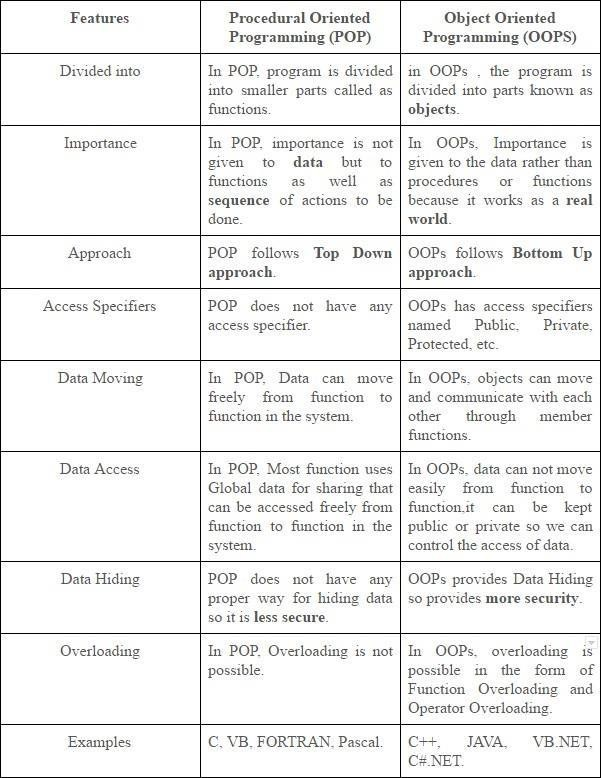 Features
Procedural Oriented
Programming (POP)
Object Oriented
Programming (OOPS)
Divided into
In POP, program is divided
into smaller parts called as
functions.
in OOPs , the program is
divided into parts known as
objects.
Importance
In POP, importance is not
given to data but to
functions as well as
sequence of actions to be
done.
In OOPs, Importance is
given to the data rather than
procedures or functions
because it works as a real
world.
Approach
POP follows Top Down
approach.
OOPs follows Bottom Up
approach.
Access Specifiers
POP does not have any
access specifier.
OOPs has access specifiers
named Public, Private,
Protected, etc.
Data Moving
In POP, Data can move
freely from function to
function in the system.
In OOPs, objects can move
and communicate with each
other through member
functions.
Data Access
In POP, Most function uses
Global data for sharing that
can be accessed freely from
function to function in the
system.
In OOPs, data can not move
easily from function to
function,it can be kept
public or private so we can
control the access of data.
Data Hiding
POP does not have any
proper way for hiding data
so it is less secure.
OOPs provides Data Hiding
so provides more security.
Overloading
In POP, Overloading is not
possible.
In OOPs, overloading is
possible in the form of
Function Overloading and
Operator Overloading.
Examples
C, VB, FORTRAN, Pascal.
C++, JAVA, VB.NET,
C#.NET.